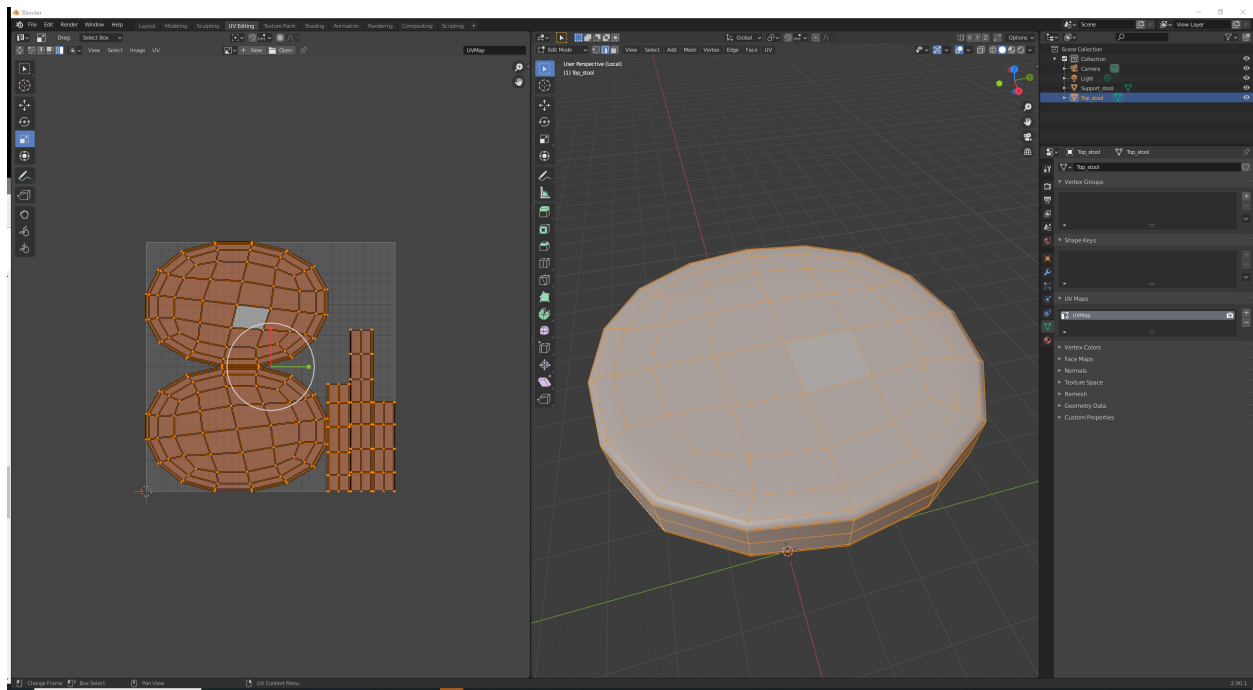 Blender
File Edit Render Window Help Layout Modeling Sculpting UV Editing Texture Paint Shading Animation Rendering Compositing Scripting + Scene View Layer
Drag: Select Box Options
View Select Image UV + New Open UVMap Edit Mode View Select Add Mesh Vertex Edge Face UV Global X Y Z
User Perspective (Local)
(1) Top_stool
Scene Collection
Collection
Camera
Light
Support_stool
Top_stool
Top_stool Top_stool
Top_stool
Vertex Groups
Shape Keys
UV Maps
UVMap
Vertex Colors
Face Maps
Normals
Texture Space
Remesh
Geometry Data
Custom Properties
Change Frame Box Select Pan View UV Context Menu 2.90.1